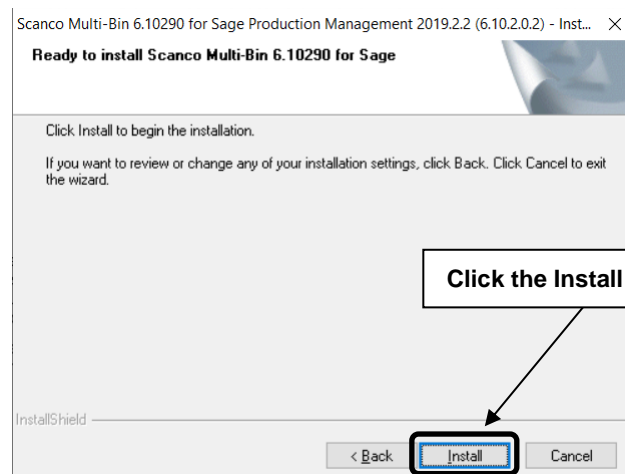 Scanco Multi-Bin 6.10290 for Sage Production Management 2019.2.2 (6.10.2.0.2) - Inst...
Ready to install Scanco Multi-Bin 6.10290 for Sage
Click Install to begin the installation.
If you want to review or change any of your installation settings, click Back. Click Cancel to exit
the wizard.
Click the Install
InstallShield
< Back Install Cancel